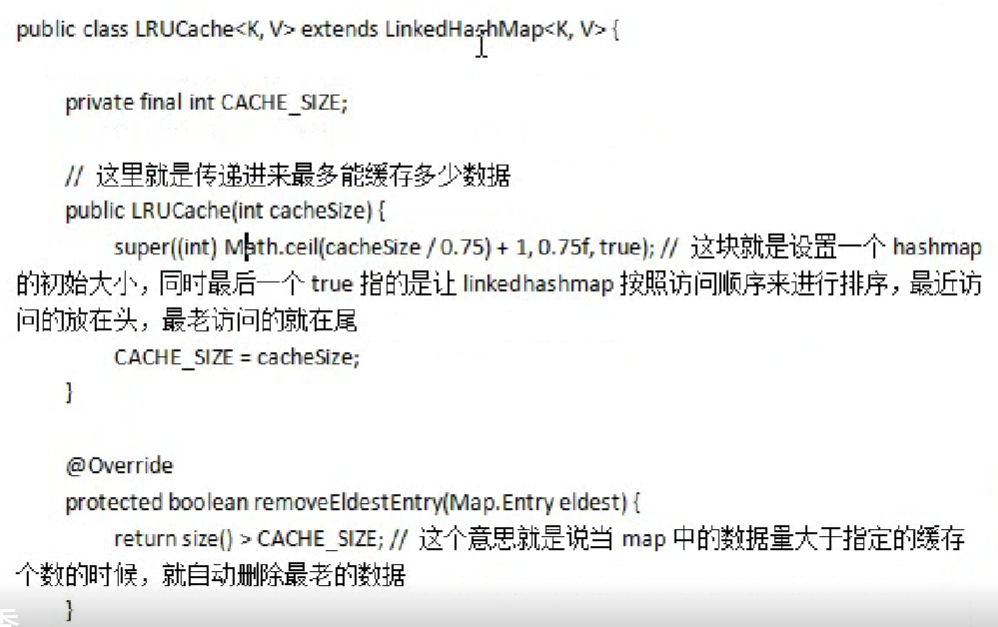 public class LRUCache<K, V> extends LinkedHashMap<K, V> {
private final int CACHE_SIZE;
// 这里就是传递进来最多能缓存多少数据
public LRUCache(int cacheSize) {
super((int) Math.ceil(cacheSize / 0.75) + 1, 0.75f, true); // 这块就是设置一个 hashmap
的初始大小，同时最后一个 true 指的是让 linkedhashmap 按照访问顺序来进行排序，最近访
问的放在头，最老访问的就在尾
CACHE_SIZE = cacheSize;
}
@Override
protected boolean removeEldestEntry(Map.Entry eldest) {
return size() > CACHE_SIZE; // 这个意思就是说当 map 中的数据量大于指定的缓存
个数的时候，就自动删除最老的数据
}